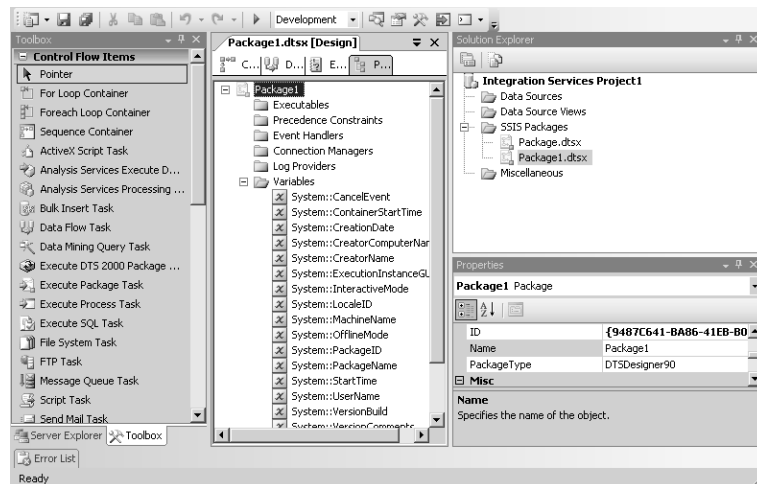 Development
Toolbox
Control Flow Items
Pointer
For Loop Container
Foreach Loop Container
Sequence Container
ActiveX Script Task
Analysis Services Execute D...
Analysis Services Processing ...
Bulk Insert Task
Data Flow Task
Data Mining Query Task
Execute DTS 2000 Package ...
Execute Package Task
Execute Process Task
Execute SQL Task
File System Task
FTP Task
Message Queue Task
Script Task
Send Mail Task
Server Explorer
Toolbox
Package1.dtsx [Design]
C...
D...
E...
P...
Package1
Executables
Precedence Constraints
Event Handlers
Connection Managers
Log Providers
Variables
System::CancelEvent
System::ContainerStartTime
System::CreationDate
System::CreatorComputerNar
System::CreatorName
System::ExecutionInstanceGL
System::InteractiveMode
System::LocaleID
System::MachineName
System::OfflineMode
System::PackageID
System::PackageName
System::StartTime
System::UserName
System::VersionBuild
System::VersionComments
Solution Explorer
Integration Services Project1
Data Sources
Data Source Views
SSIS Packages
Package.dtsx
Package1.dtsx
Miscellaneous
Properties
Package1 Package
ID {9487C641-BA86-41EB-B0
Name Package1
PackageType DTSDesigner90
Misc
Name
Specifies the name of the object.
Error List
Ready